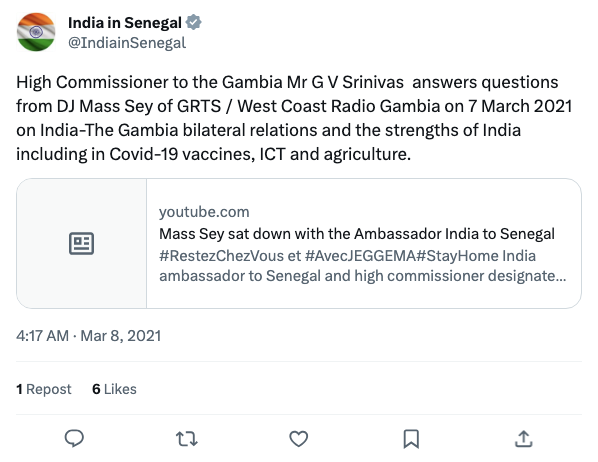 India in Senegal
@IndiainSenegal
High Commissioner to the Gambia Mr G V Srinivas answers questions
from DJ Mass Sey of GRTS / West Coast Radio Gambia on 7 March 2021
on India-The Gambia bilateral relations and the strengths of India
including in Covid-19 vaccines, ICT and agriculture.
youtube.com
Mass Sey sat down with the Ambassador India to Senegal
#RestezChezVous et #AvecJEGGEMA#StayHome India
ambassador to Senegal and high commissioner designate...
4:17 AM · Mar 8, 2021
1 Repost 6 Likes